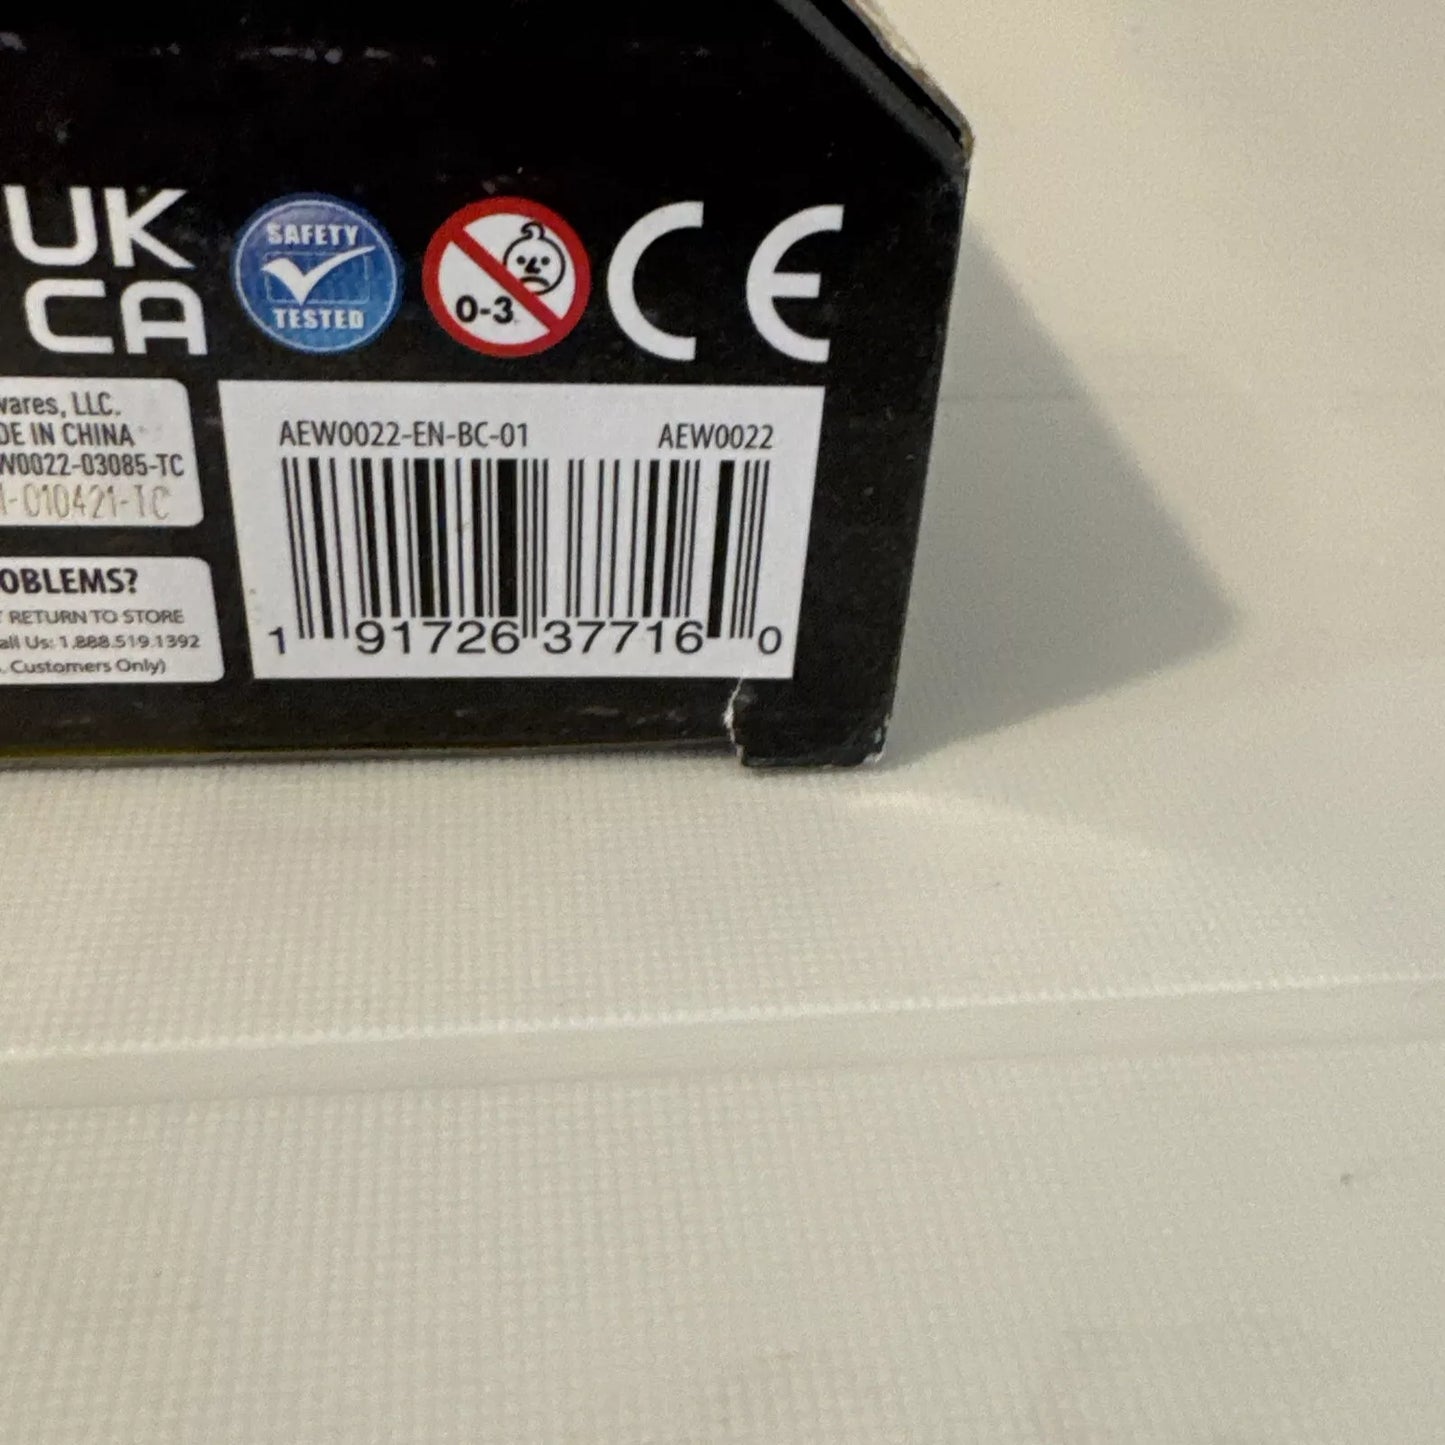 UK
CA
SAFETY
TESTED
0-3
CE
wares, LLC.
DE IN CHINA
W0022-03085-TC
-010421-TC
OBLEMS?
RETURN TO STORE
all Us: 1.888.519.1392
. Customers Only)
AEW0022-EN-BC-01 AEW0022
1 91726 37716 0